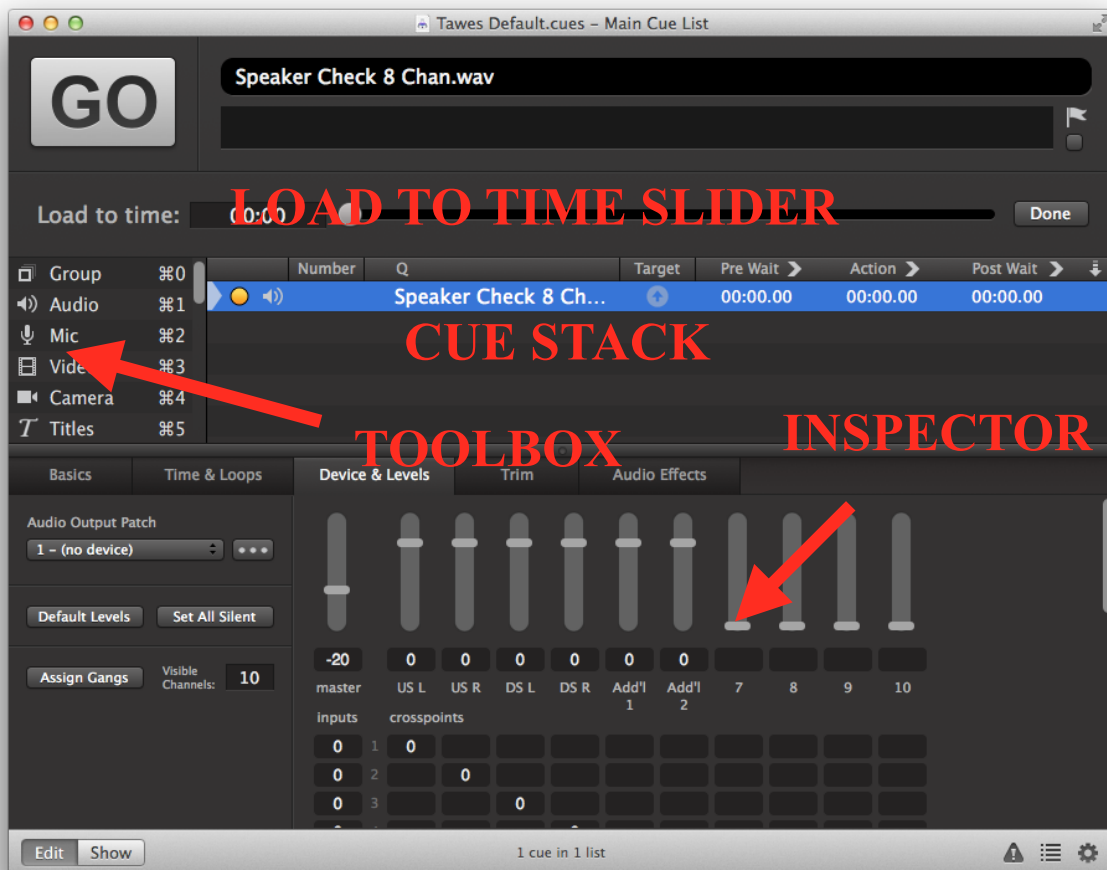 Tawes Default.cues – Main Cue List
GO
Speaker Check 8 Chan.wav
LOAD TO TIME SLIDER
Load to time: 00:00 Done
Group ⌘0
Audio ⌘1
Mic ⌘2
Video ⌘3
Camera ⌘4
Titles ⌘5
Number Q Target Pre Wait Action Post Wait
Speaker Check 8 Ch... 00:00.00 00:00.00 00:00.00
CUE STACK
TOOLBOX
INSPECTOR
Basics Time & Loops Device & Levels Trim Audio Effects
Audio Output Patch
1 – (no device)
Default Levels Set All Silent
Assign Gangs Visible Channels: 10
-20 0 0 0 0 0 0
master US L US R DS L DS R Add'l 1 Add'l 2 7 8 9 10
inputs crosspoints
0 1 0
0 2 0
0 3 0
Edit Show 1 cue in 1 list